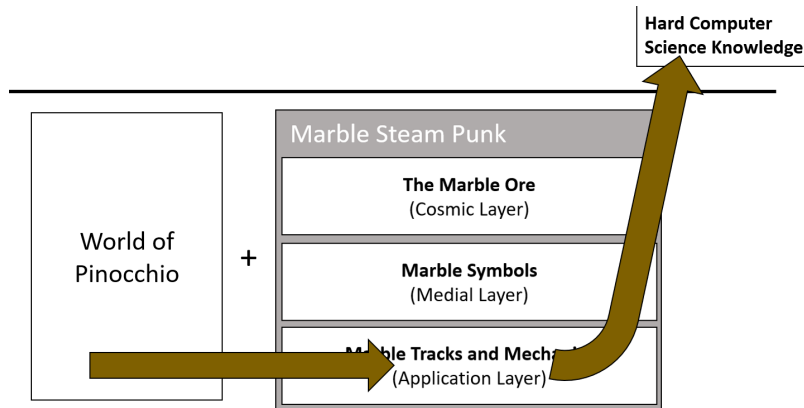 Hard Computer
Science Knowledge
Marble Steam Punk
The Marble Ore
(Cosmic Layer)
World of
Pinocchio
+
Marble Symbols
(Medial Layer)
Tracks and
(Application Layer)